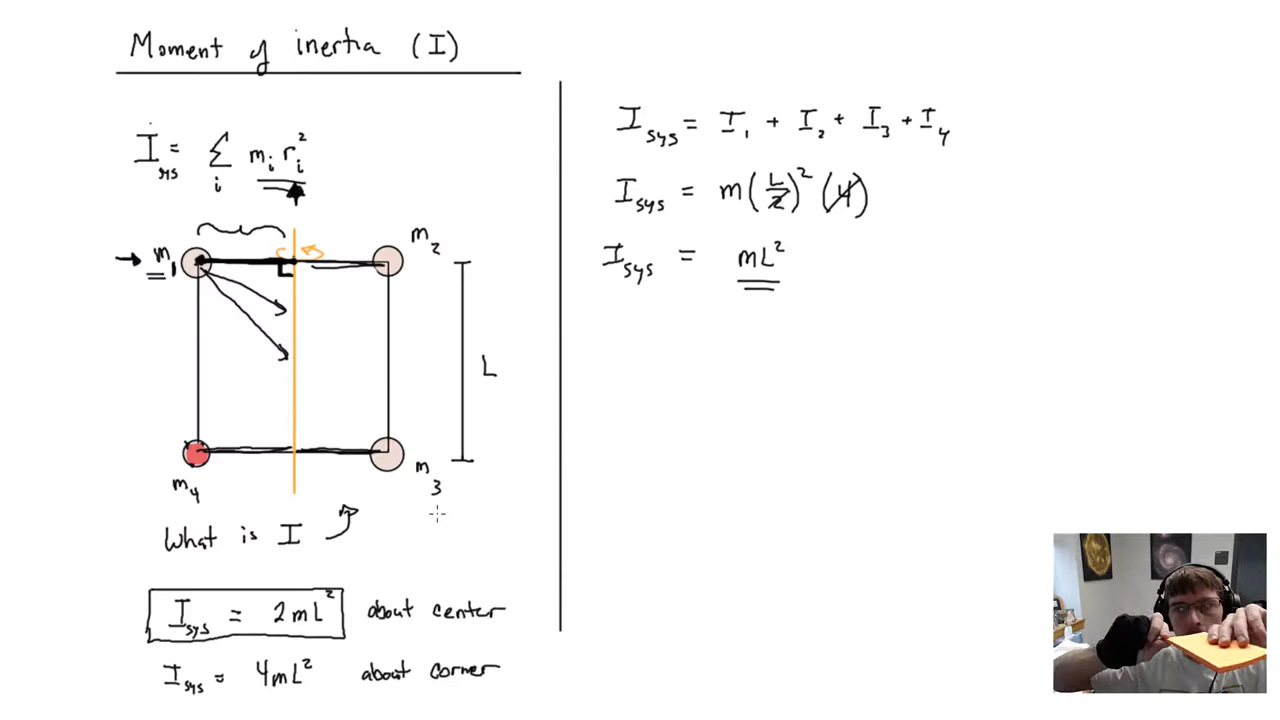 Moment of inertia (I)
I_sys = Σ_i m_i r_i²
m_1
m_2
L
m_4
m_3
What is I
I_sys = 2mL² about center
I_sys = 4mL² about corner
I_sys = I_1 + I_2 + I_3 + I_4
I_sys = m(L/2)² (4)
I_sys = mL²